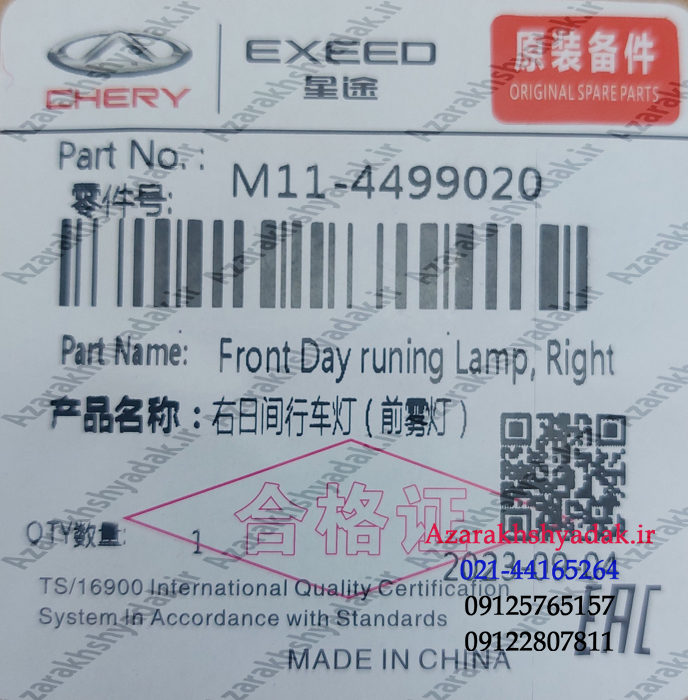 CHERY
EXEED
星途
原装备件
ORIGINAL SPARE PARTS
Part No.:
零件号:
M11-4499020
Part Name: Front Day runing Lamp, Right
产品名称：右日间行车灯（前雾灯）
合格证
QTY数量: 1
Azarakhshyadak.ir
021-44165264
TS/16900 International Quality Certification
09125765157
System In Accordance with Standards
09122807811
EAC
MADE IN CHINA